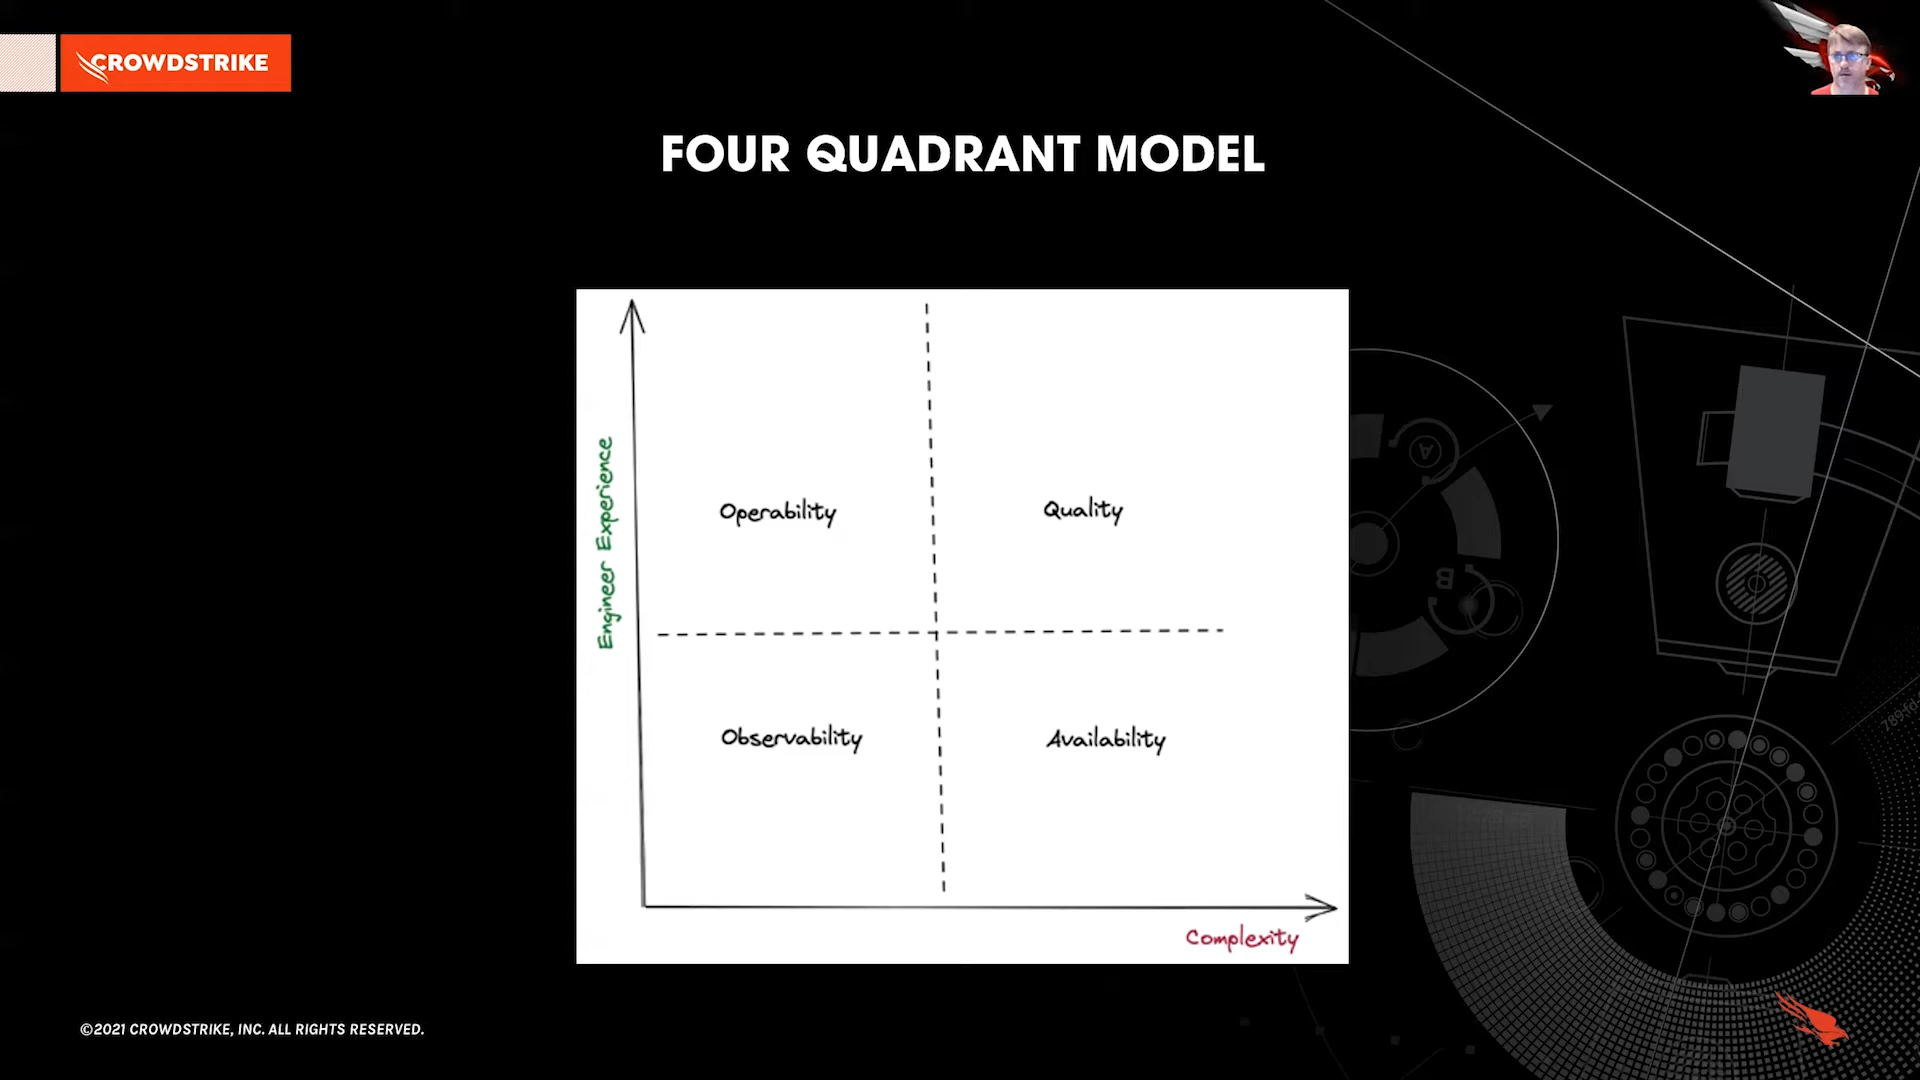 CROWDSTRIKE
FOUR QUADRANT MODEL
Engineer Experience
Operability
Quality
Observability
Availability
Complexity
A
B
©2021 CROWDSTRIKE, INC. ALL RIGHTS RESERVED.